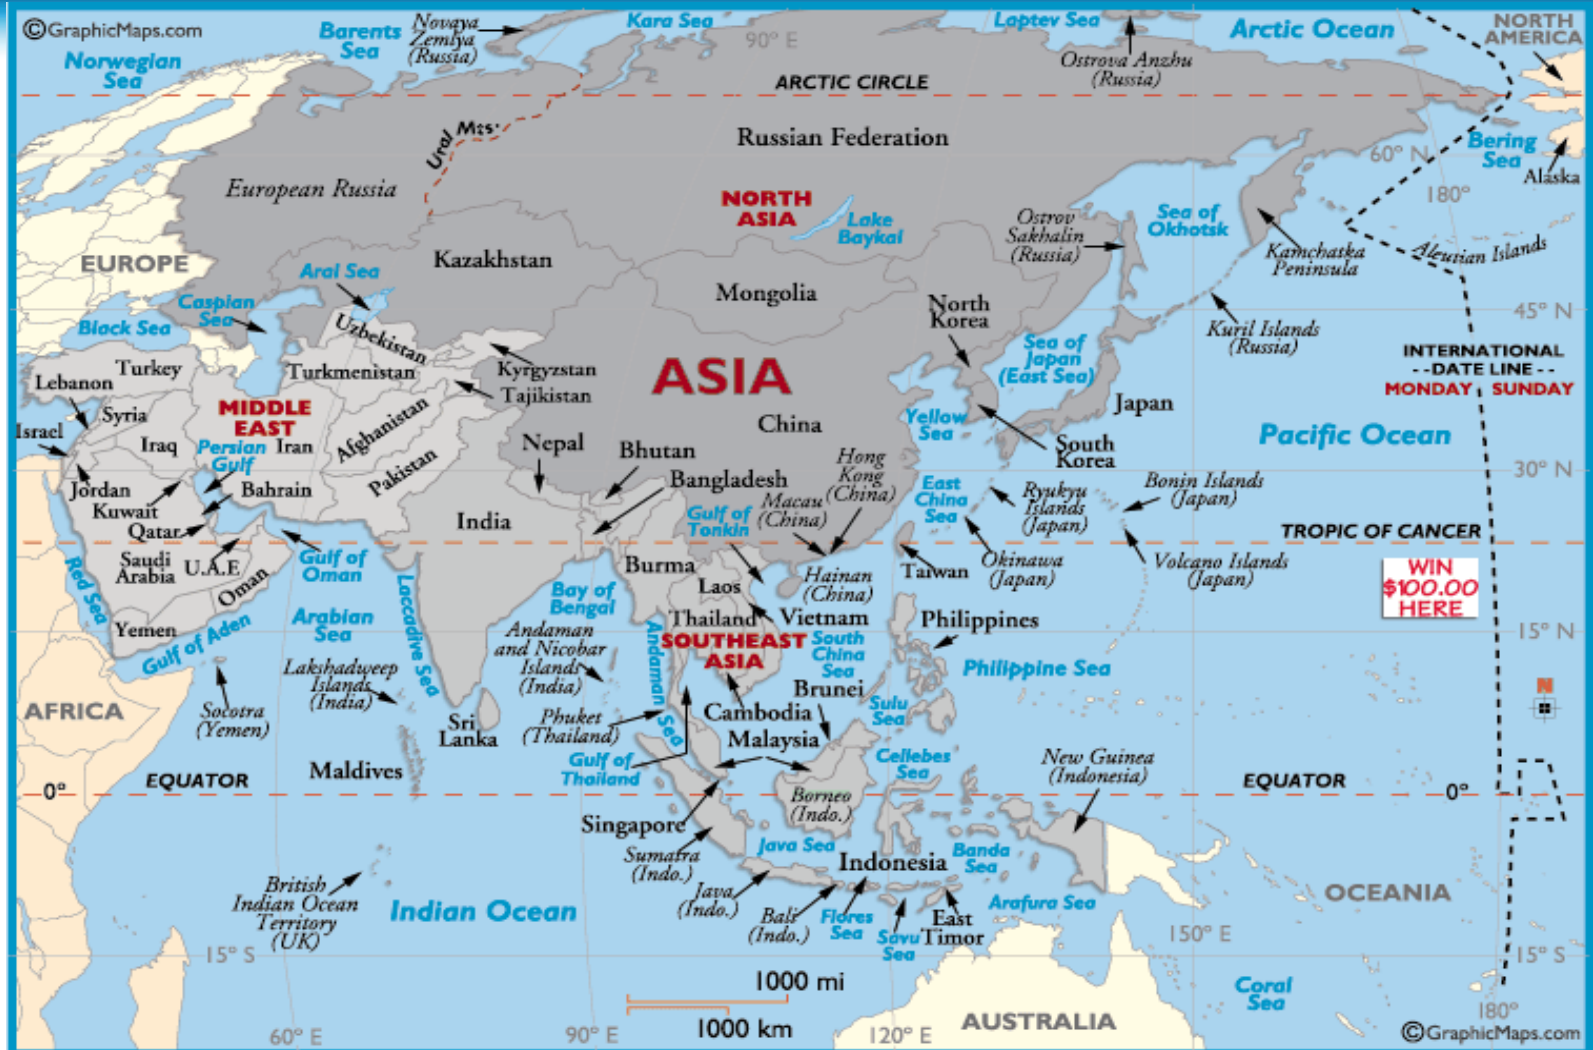 ©GraphicMaps.com
Norwegian
Sea
Barents
Sea
Novaya
Zemlya
(Russia)
Kara Sea
90° E
Laptev Sea
Ostrova Anzhu
(Russia)
Arctic Ocean
NORTH
AMERICA
ARCTIC CIRCLE
Ural Mts.
Russian Federation
European Russia
NORTH
ASIA
Lake
Baykal
60° N
Bering
Sea
Alaska
180°
Ostrov
Sakhalin
(Russia)
Sea of
Okhotsk
Kamchatka
Peninsula
Aleutian Islands
EUROPE
Kazakhstan
Aral Sea
Mongolia
Caspian
Sea
Black Sea
North
Korea
45° N
Kuril Islands
(Russia)
Uzbekistan
Sea of
Japan
(East Sea)
INTERNATIONAL
--DATE LINE--
MONDAY SUNDAY
Turkey
Lebanon
Turkmenistan
Kyrgyzstan
Tajikistan
ASIA
Syria
MIDDLE
EAST
Afghanistan
Israel
Iraq
Persian
Gulf
Iran
China
Yellow
Sea
Japan
South
Korea
Pacific Ocean
Nepal
Bhutan
Bangladesh
Hong
Kong
(China)
Macau
(China)
Pakistan
30° N
Jordan
Kuwait
Bahrain
Qatar
India
Gulf of
Tonkin
East
China
Sea
Ryukyu
Islands
(Japan)
Bonin Islands
(Japan)
TROPIC OF CANCER
Saudi
Arabia
U.A.E
Oman
Gulf of
Oman
Red Sea
Burma
Laos
Hainan
(China)
Taiwan
Okinawa
(Japan)
Volcano Islands
(Japan)
WIN
$100.00
HERE
Yemen
Gulf of Aden
Arabian
Sea
Laccadive Sea
Bay of
Bengal
Thailand
Vietnam
Philippines
15° N
SOUTHEAST
ASIA
South
China
Sea
Philippine Sea
Lakshadweep
Islands
(India)
Andaman
and Nicobar
Islands
(India)
Andaman Sea
AFRICA
Socotra
(Yemen)
Sri
Lanka
Phuket
(Thailand)
Cambodia
Brunei
Sulu
Sea
N
Malaysia
Gulf of
Thailand
Maldives
Cellebes
Sea
New Guinea
(Indonesia)
EQUATOR
EQUATOR
0°
0°
Borneo
(Indo.)
Singapore
Sumatra
(Indo.)
Java Sea
Indonesia
Banda
Sea
OCEANIA
British
Indian Ocean
Territory
(UK)
Indian Ocean
Java
(Indo.)
Bali
(Indo.)
Flores
Sea
Savu
Sea
East
Timor
Arafura Sea
15° S
150° E
15° S
1000 mi
1000 km
Coral
Sea
60° E
90° E
120° E
AUSTRALIA
180°
©GraphicMaps.com